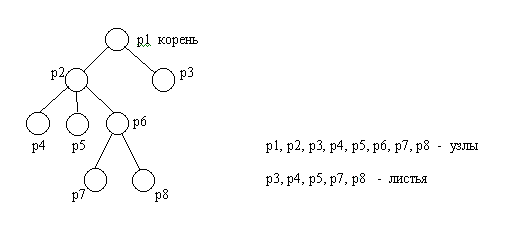 p1 корень
p2
p3
p4
p5
p6
p7
p8
p1, p2, p3, p4, p5, p6, p7, p8 - узлы
p3, p4, p5, p7, p8 - листья